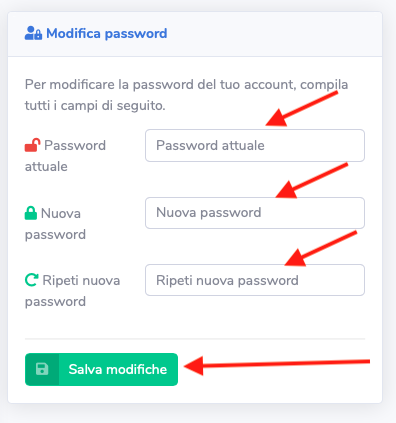 Modifica password
Per modificare la password del tuo account, compila
tutti i campi di seguito.
Password attuale
Password attuale
Nuova password
Nuova password
Ripeti nuova password
Ripeti nuova password
Salva modifiche